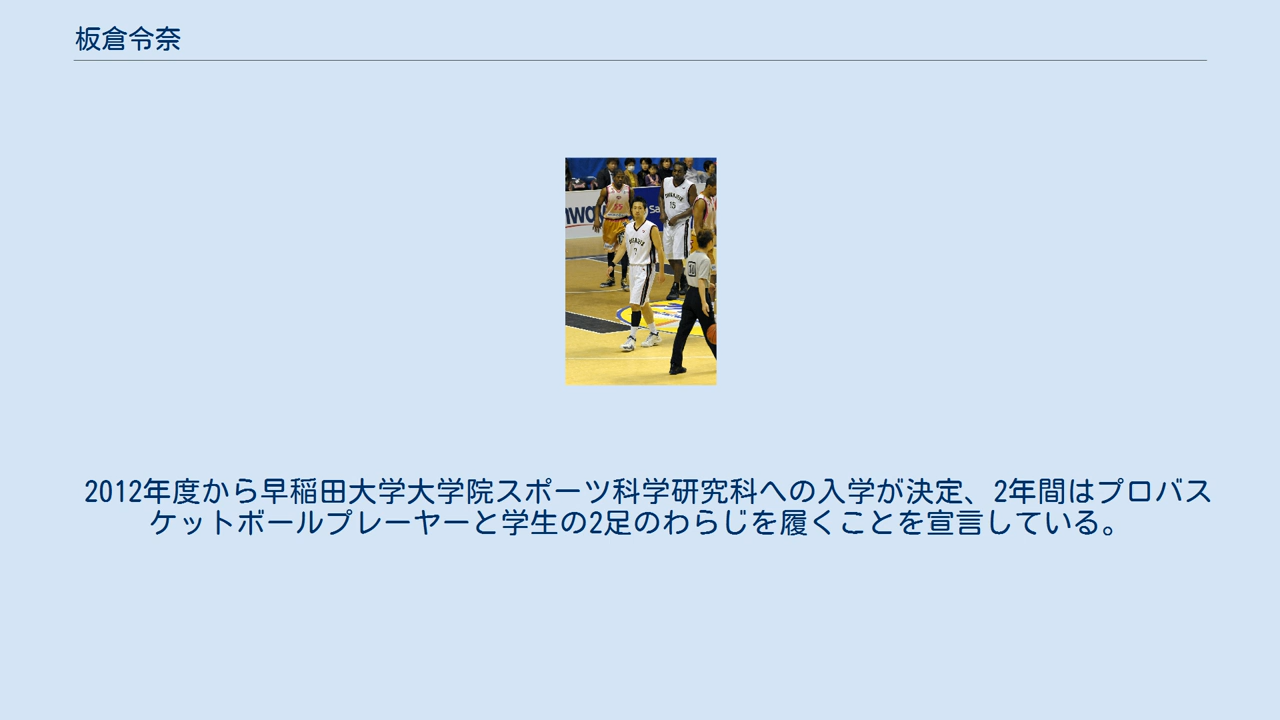 板倉令奈
2012年度から早稲田大学大学院スポーツ科学研究科への入学が決定、2年間はプロバス
ケットボールプレーヤーと学生の2足のわらじを履くことを宣言している。
15
7